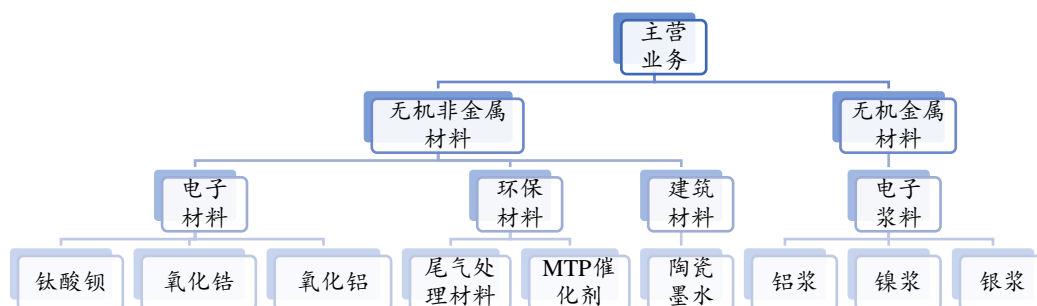 主营
业务
无机非金属
材料
无机金属
材料
电子
材料
环保
材料
建筑
材料
电子
浆料
钛酸钡
氧化锆
氧化铝
尾气处
理材料
MTP催
化剂
陶瓷
墨水
铝浆
镍浆
银浆